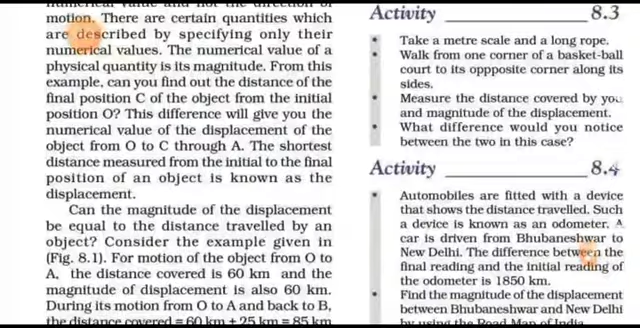 numerical value and not the direction of
motion. There are certain quantities which
are described by specifying only their
numerical values. The numerical value of a
physical quantity is its magnitude. From this
example, can you find out the distance of the
final position C of the object from the initial
position O? This difference will give you the
numerical value of the displacement of the
object from O to C through A. The shortest
distance measured from the initial to the final
position of an object is known as the
displacement.
Can the magnitude of the displacement
be equal to the distance travelled by an
object? Consider the example given in
(Fig. 8.1). For motion of the object from O to
A, the distance covered is 60 km and the
magnitude of displacement is also 60 km.
During its motion from O to A and back to B,
the distance covered = 60 km + 25 km = 85 km
Activity 8.3
• Take a metre scale and a long rope.
• Walk from one corner of a basket-ball
court to its oppposite corner along its
sides.
• Measure the distance covered by you
and magnitude of the displacement.
• What difference would you notice
between the two in this case?
Activity 8.4
• Automobiles are fitted with a device
that shows the distance travelled. Such
a device is known as an odometer. A
car is driven from Bhubaneshwar to
New Delhi. The difference between the
final reading and the initial reading of
the odometer is 1850 km.
• Find the magnitude of the displacement
between Bhubaneshwar and New Delhi
by using the Road Map of India.